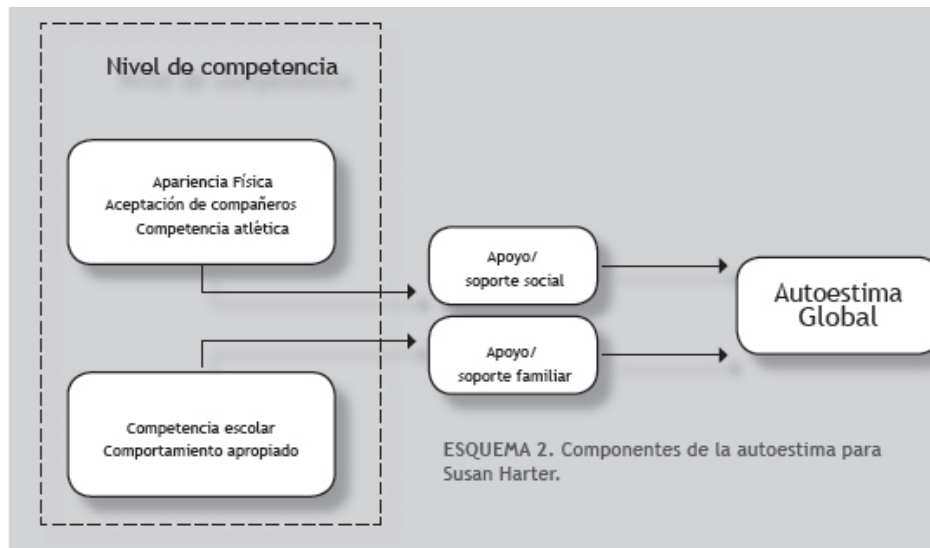 Nivel de competencia
Apariencia Física
Aceptación de compañeros
Competencia atlética
Apoyo/
soporte social
Autoestima
Global
Apoyo/
soporte familiar
Competencia escolar
Comportamiento apropiado
ESQUEMA 2. Componentes de la autoestima para
Susan Harter.